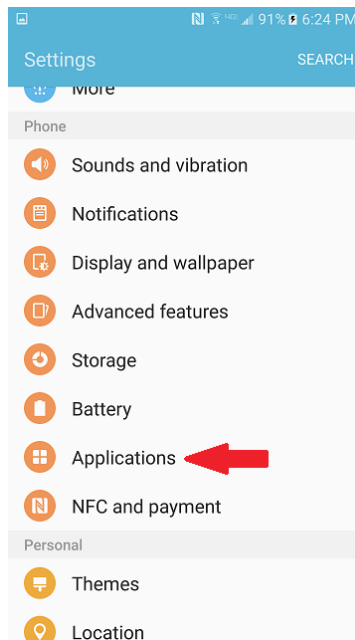 4G 91% 6:24 PM
Settings SEARCH
More
Phone
Sounds and vibration
Notifications
Display and wallpaper
Advanced features
Storage
Battery
Applications
NFC and payment
Personal
Themes
Location